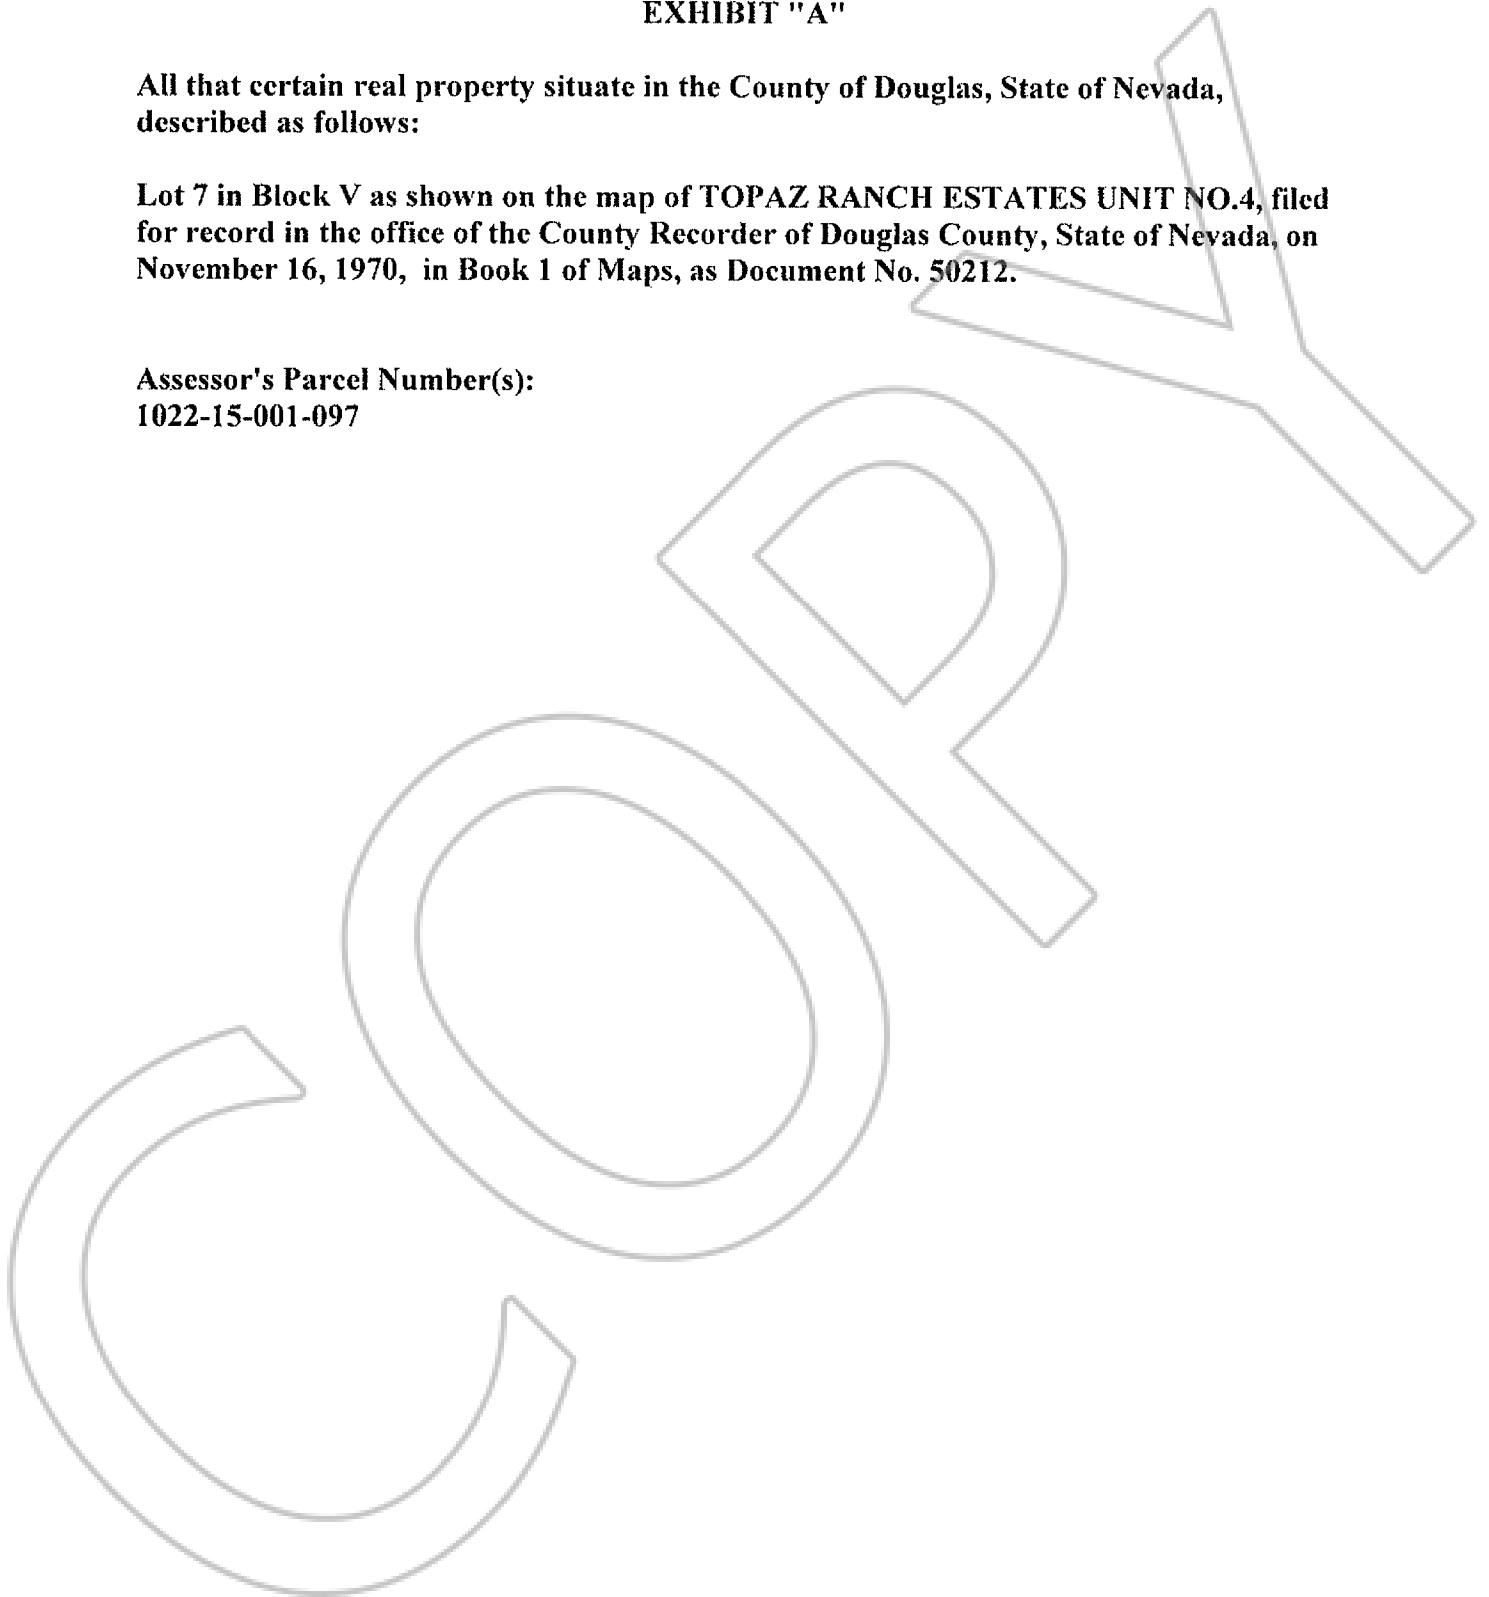 EXHIBIT "A"
All that certain real property situate in the County of Douglas, State of Nevada,
described as follows:
Lot 7 in Block V as shown on the map of TOPAZ RANCH ESTATES UNIT NO.4, filed
for record in the office of the County Recorder of Douglas County, State of Nevada, on
November 16, 1970,  in Book 1 of Maps, as Document No. 50212.
Assessor's Parcel Number(s):
1022-15-001-097
COPY